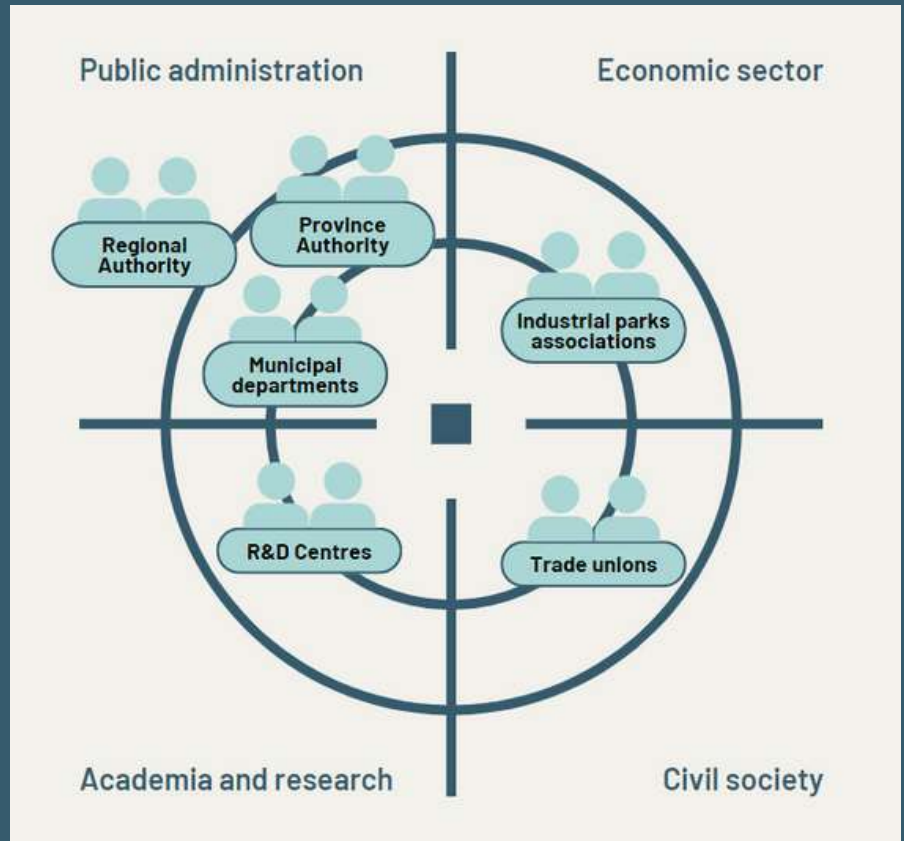 Public administration
Economic sector
Province
Authority
Regional
Authority
Industrial parks
associations
Municipal
departments
R&D Centres
Trade unions
Academia and research
Civil society